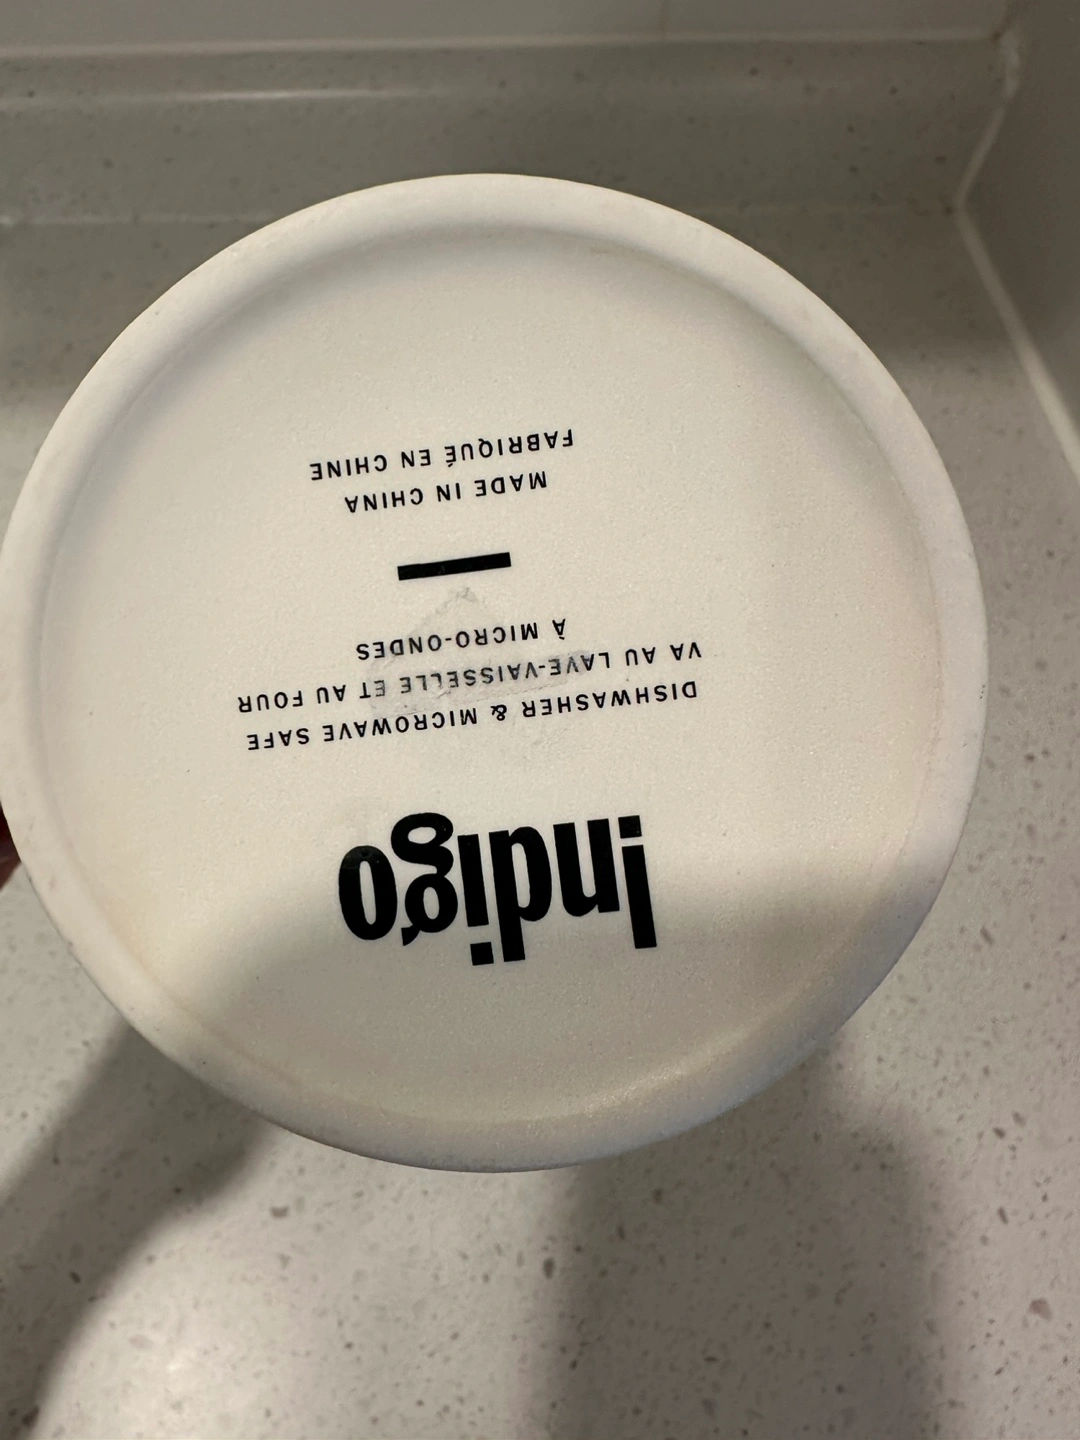 Indigo
DISHWASHER & MICROWAVE SAFE
VA AU LAVE-VAISSELLE ET AU FOUR
À MICRO-ONDES
MADE IN CHINA
FABRIQUÉ EN CHINE